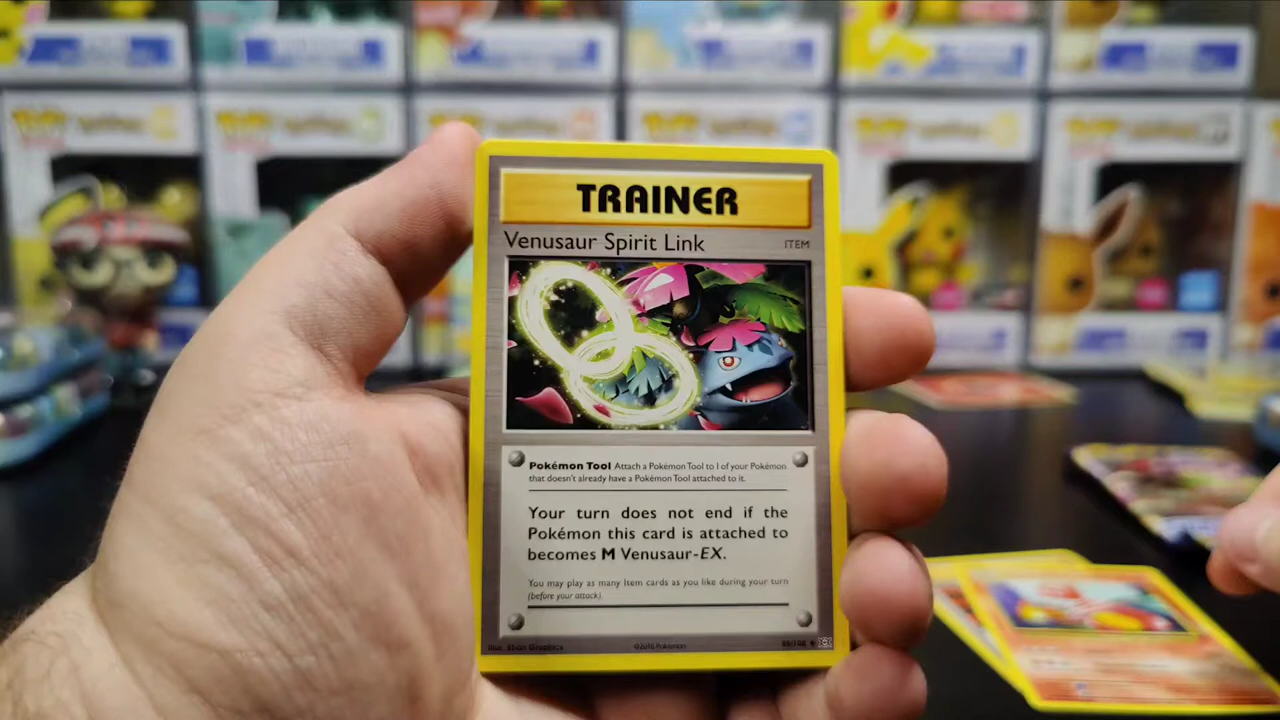 TRAINER
Venusaur Spirit Link ITEM
Pokémon Tool Attach a Pokémon Tool to 1 of your Pokémon
that doesn't already have a Pokémon Tool attached to it.
Your turn does not end if the
Pokémon this card is attached to
becomes M Venusaur-EX.
You may play as many Item cards as you like during your turn
(before your attack).
Illus. 5ban Graphics ©2016 Pokémon